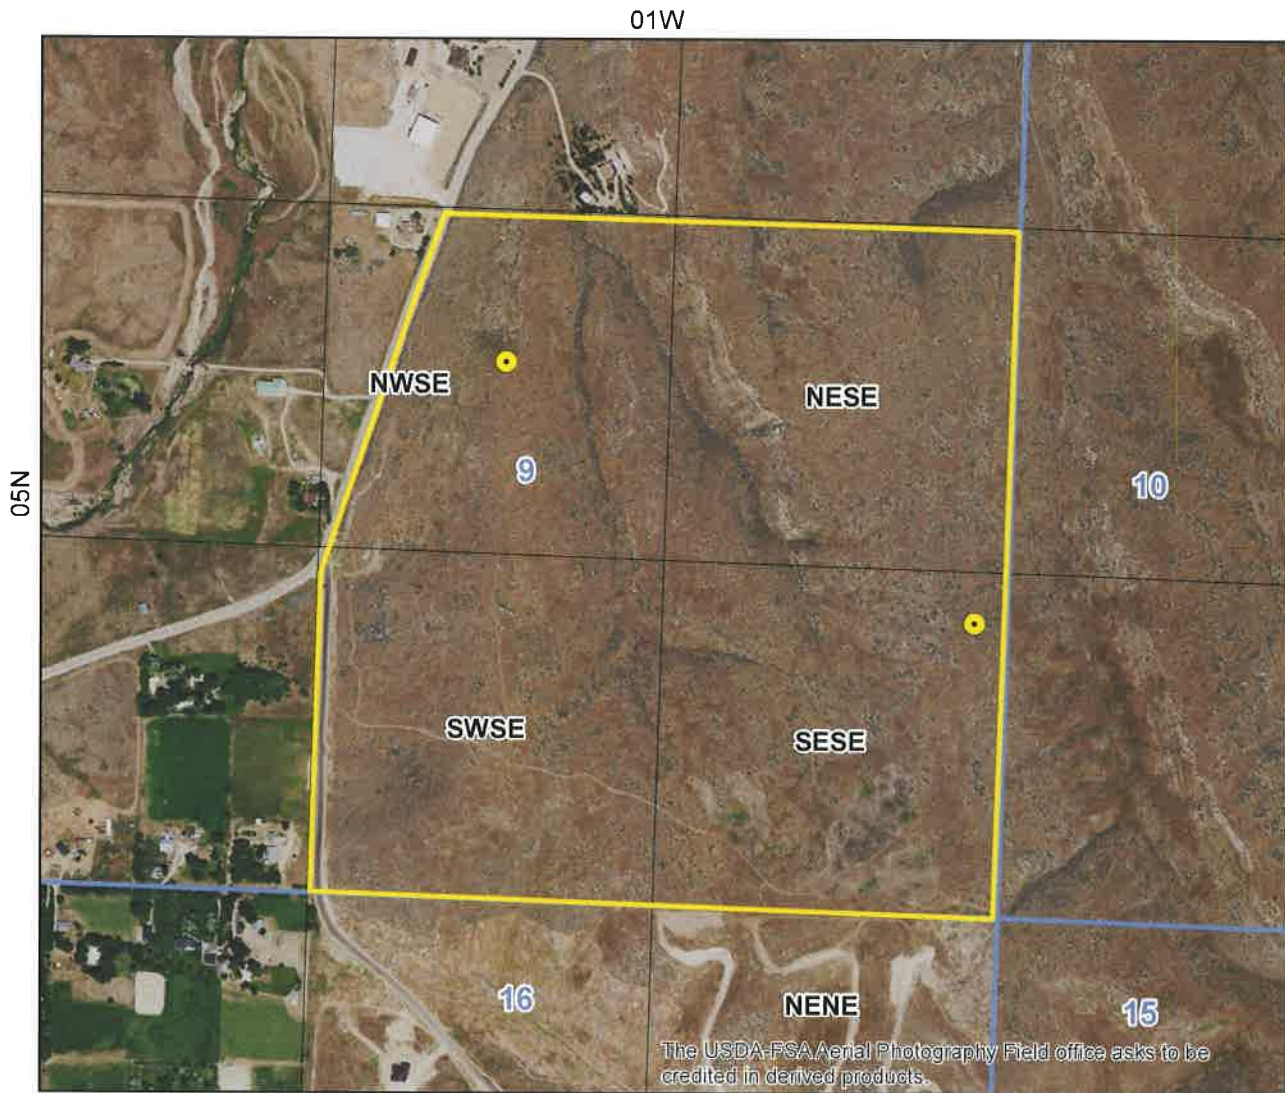 01W
05N
NWSE
NESE
9
10
SWSE
SESE
16
NENE
15
The USDA-FSA Aerial Photography Field office asks to be
credited in derived products.